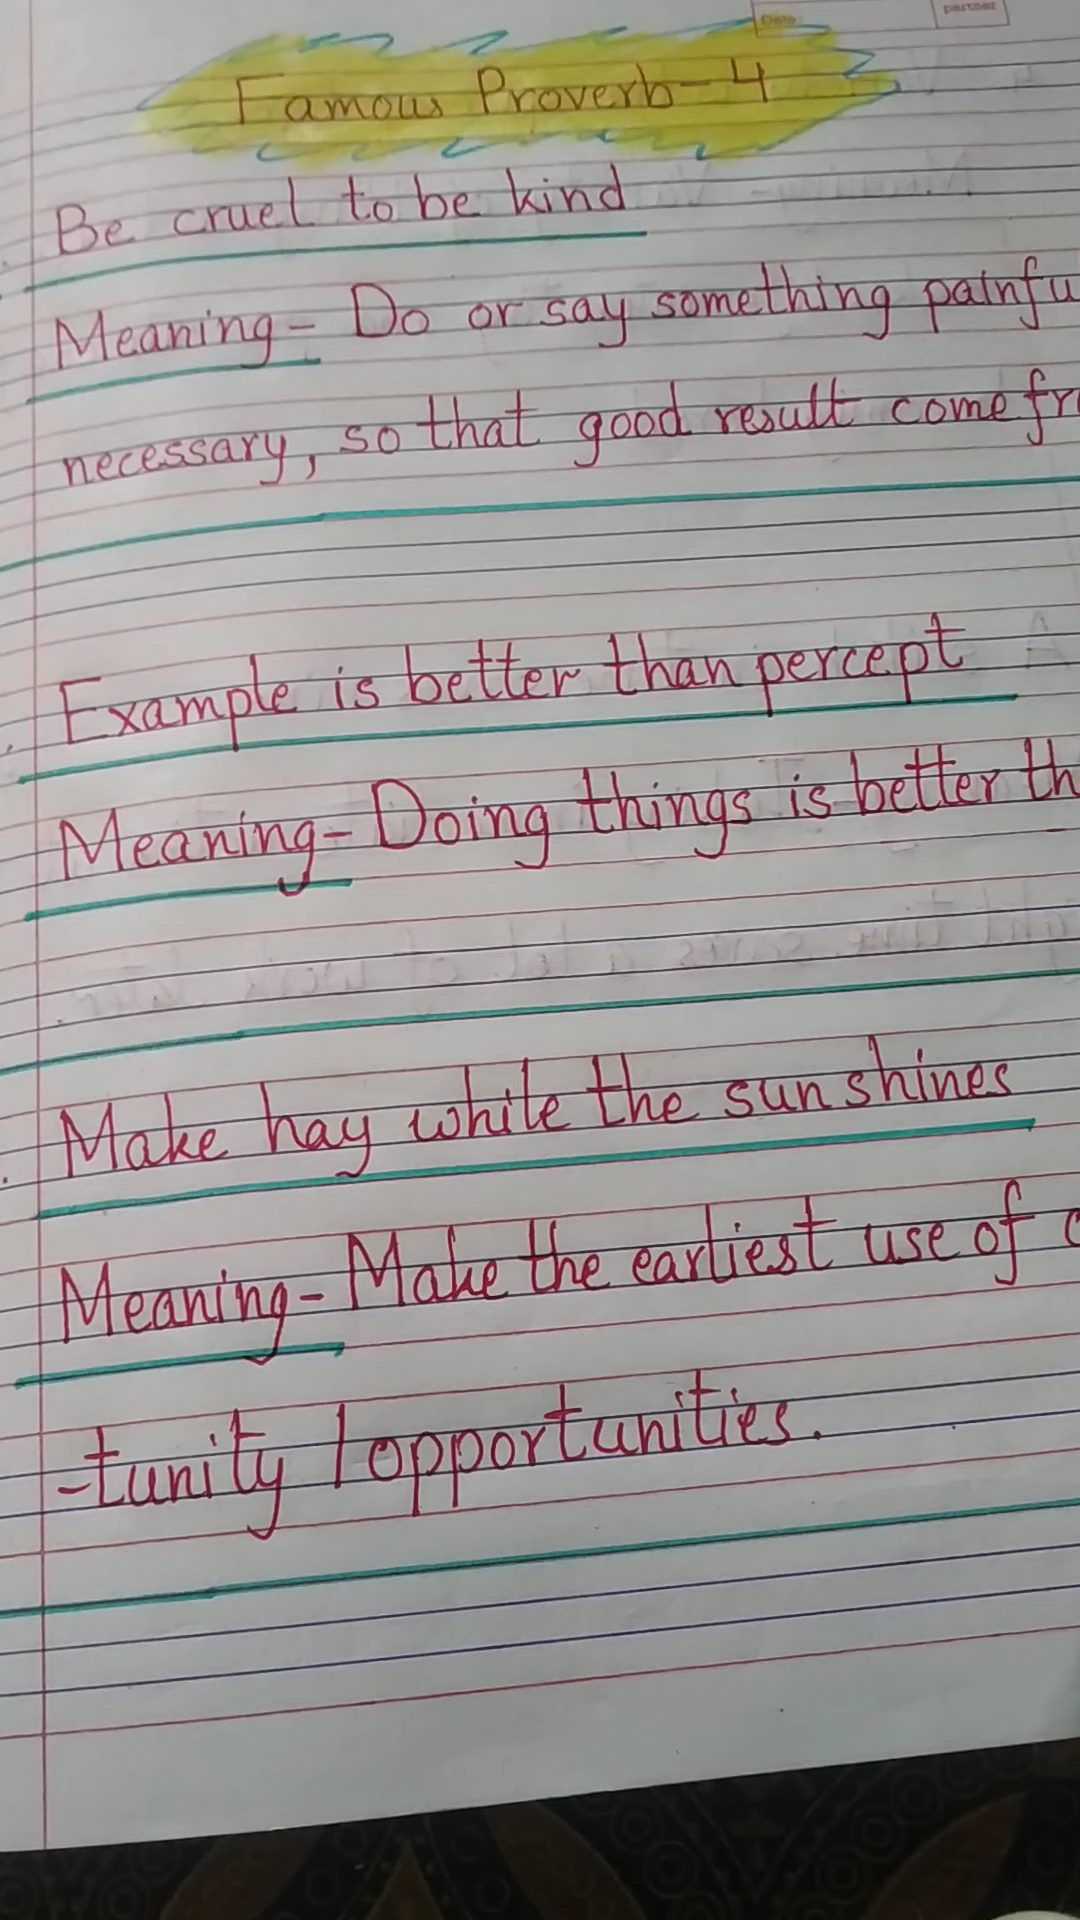 Date
partner
Famous Proverb-4
Be cruel to be kind
Meaning- Do or say something painfu
necessary, so that good result come fr
Example is better than percept
Meaning- Doing things is better th
Make hay while the sun shines
Meaning- Make the earliest use of o
-tunity / opportunities.